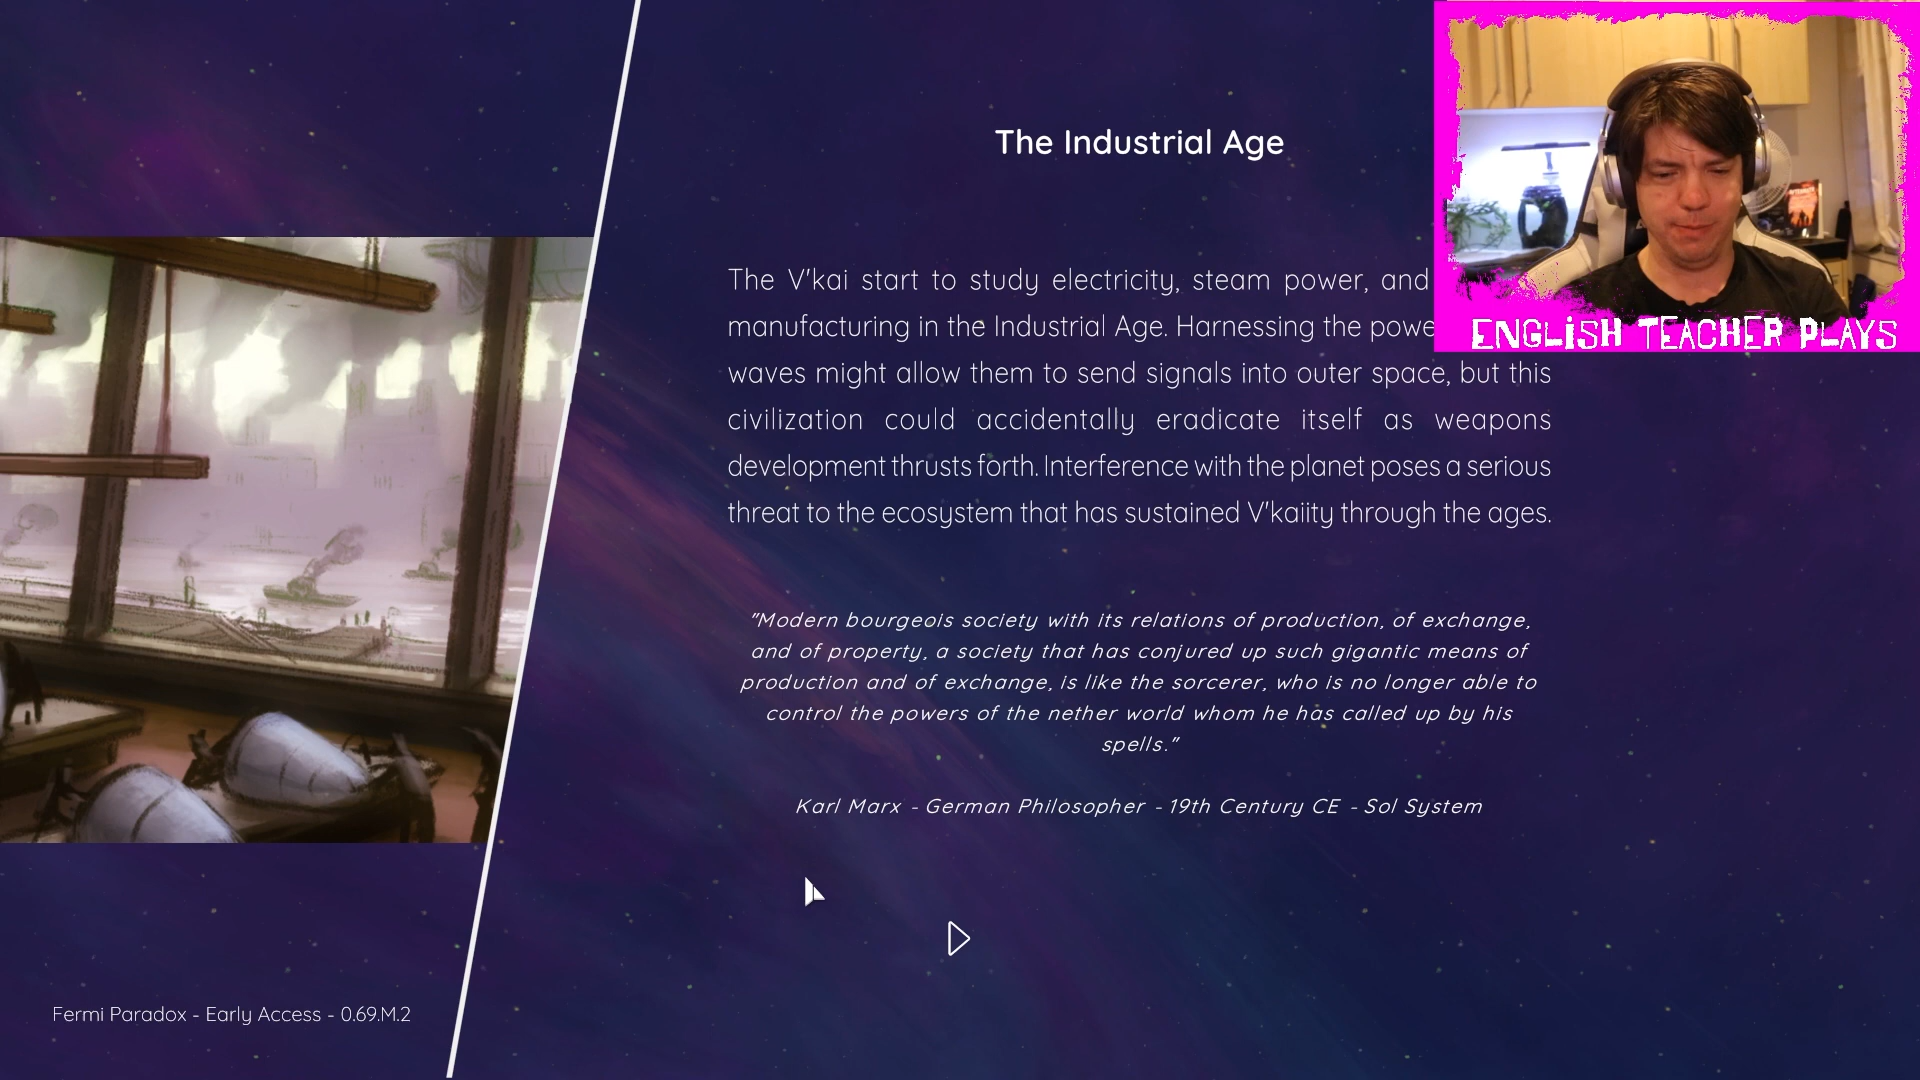 The Industrial Age
The V'kai start to study electricity, steam power, and
manufacturing in the Industrial Age. Harnessing the
waves might allow them to send signals into outer space, but this
civilization could accidentally eradicate itself as weapons
development thrusts forth. Interference with the planet poses a serious
threat to the ecosystem that has sustained V'kaiity through the ages.
"Modern bourgeois society with its relations of production, of exchange,
and of property, a society that has conjured up such gigantic means of
production and of exchange, is like the sorcerer, who is no longer able to
control the powers of the nether world whom he has called up by his
spells."
Karl Marx - German Philosopher - 19th Century CE - Sol System
ENGLISH TEACHER PLAYS
Fermi Paradox - Early Access - 0.69.M.2